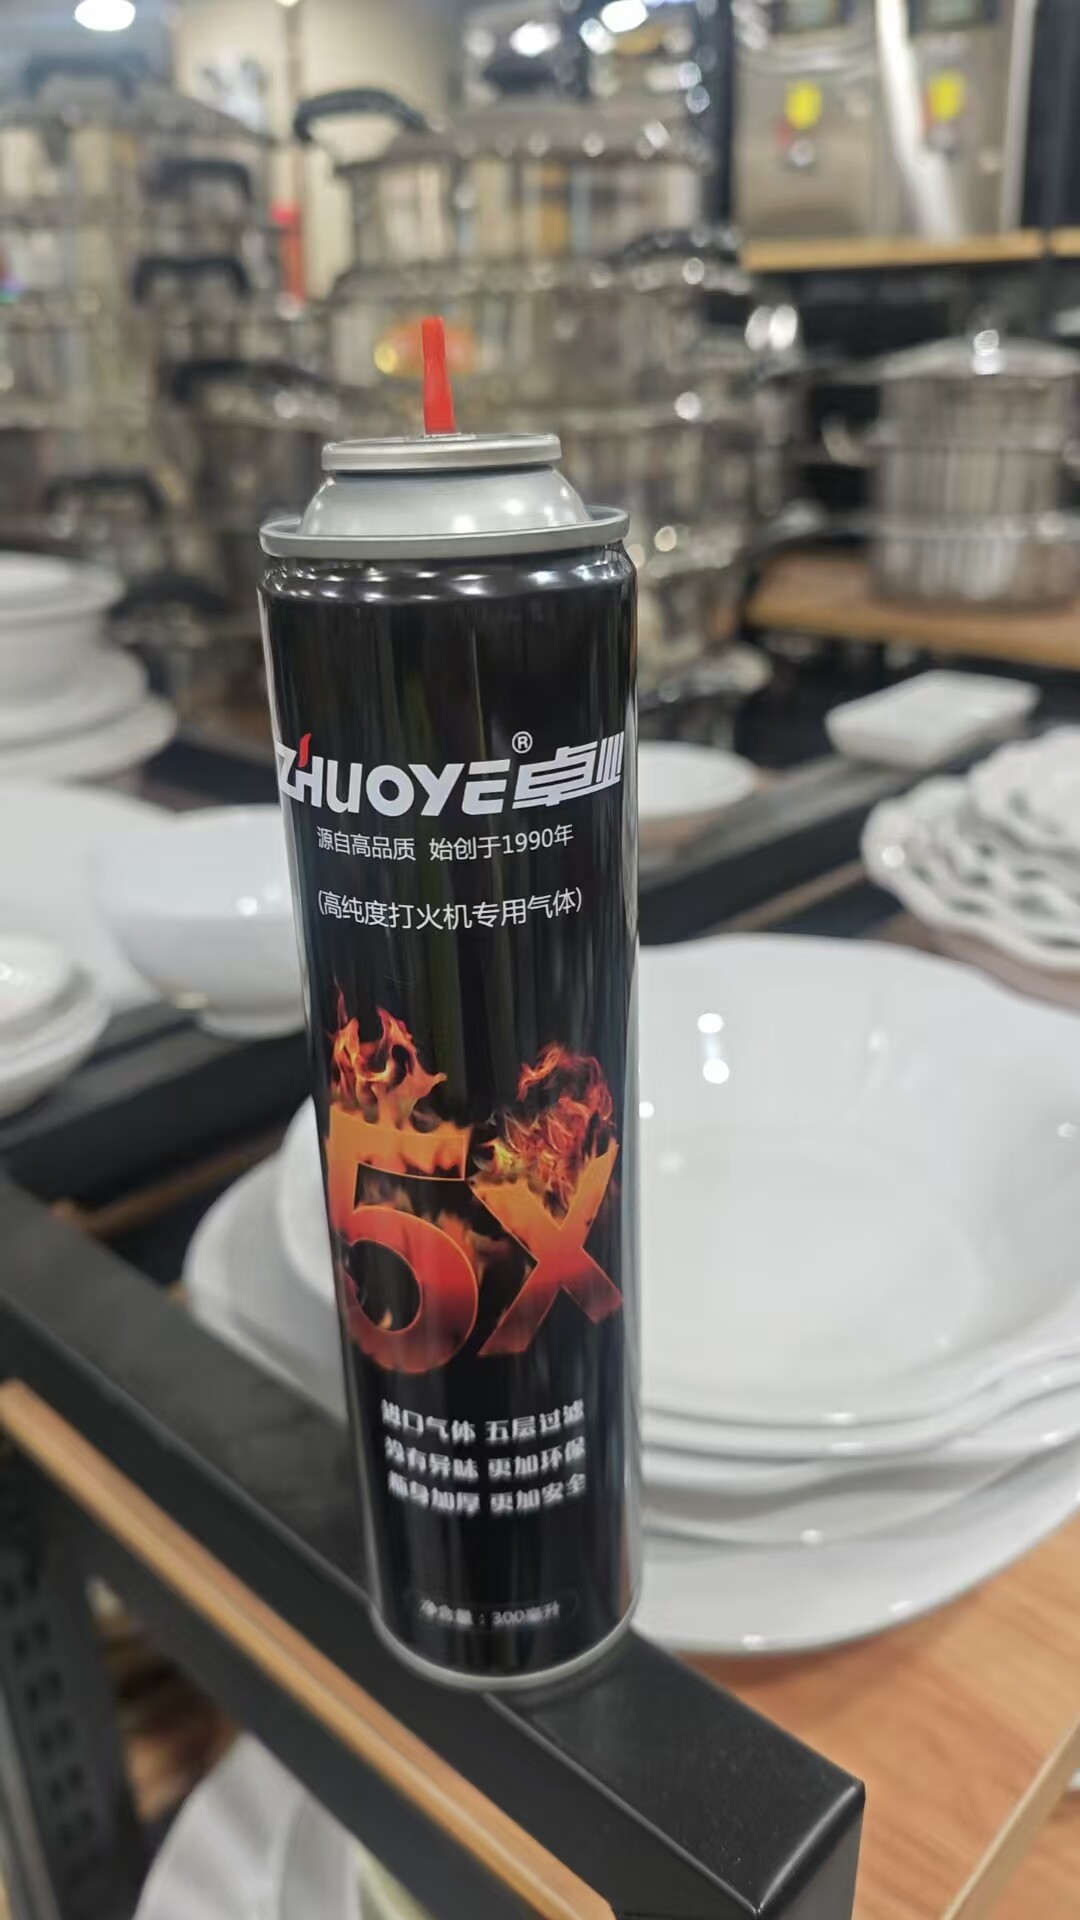 ZHUOYE®卓业
源自高品质 始创于1990年
(高纯度打火机专用气体)
5X
进口气体 五层过滤
没有异味 更加环保
瓶身加厚 更加安全
净含量：300毫升